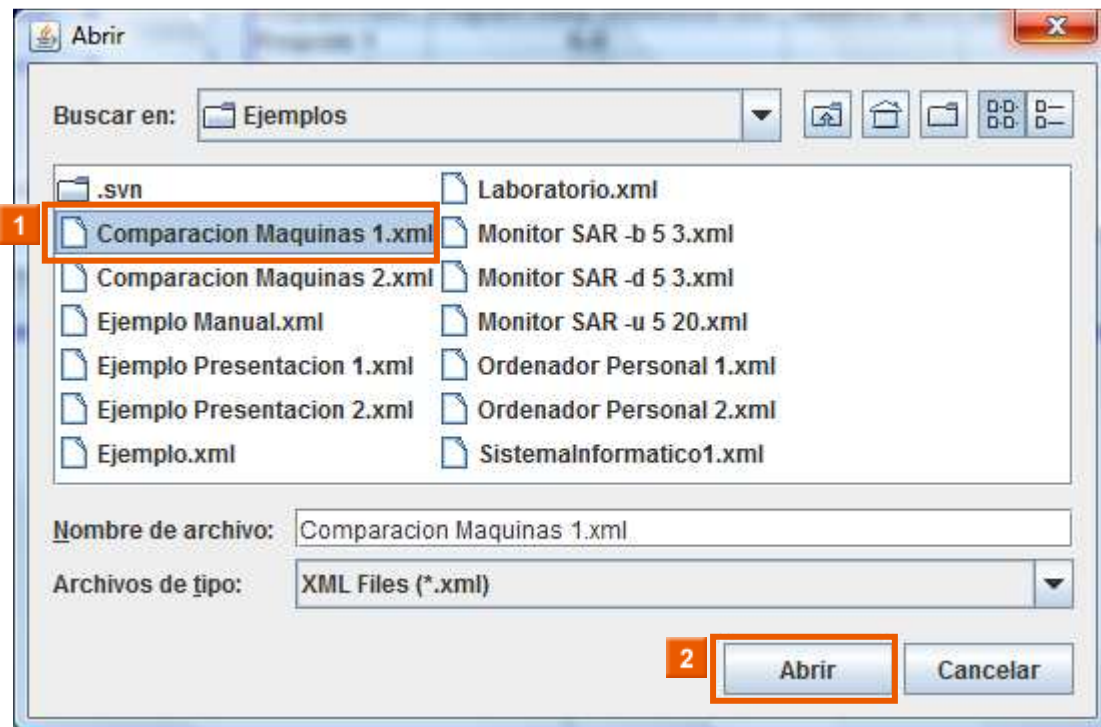 Abrir
Buscar en: Ejemplos
.svn
1
Comparacion Maquinas 1.xml
Comparacion Maquinas 2.xml
Ejemplo Manual.xml
Ejemplo Presentacion 1.xml
Ejemplo Presentacion 2.xml
Ejemplo.xml
Laboratorio.xml
Monitor SAR -b 5 3.xml
Monitor SAR -d 5 3.xml
Monitor SAR -u 5 20.xml
Ordenador Personal 1.xml
Ordenador Personal 2.xml
SistemaInformatico1.xml
Nombre de archivo: Comparacion Maquinas 1.xml
Archivos de tipo: XML Files (*.xml)
2
Abrir Cancelar